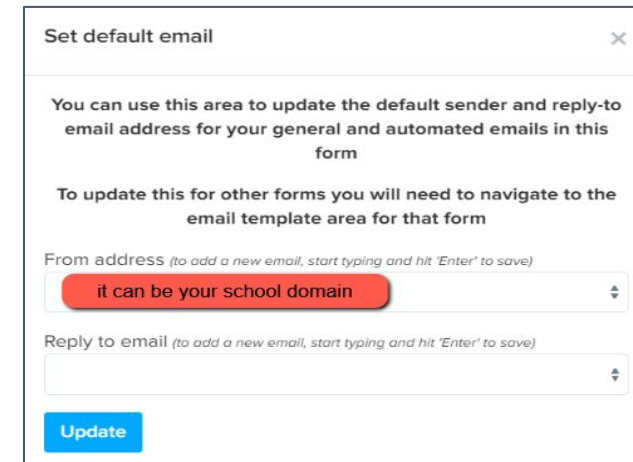 Set default email
×
You can use this area to update the default sender and reply-to
email address for your general and automated emails in this
form
To update this for other forms you will need to navigate to the
email template area for that form
From address (to add a new email, start typing and hit 'Enter' to save)
it can be your school domain
Reply to email (to add a new email, start typing and hit 'Enter' to save)
Update